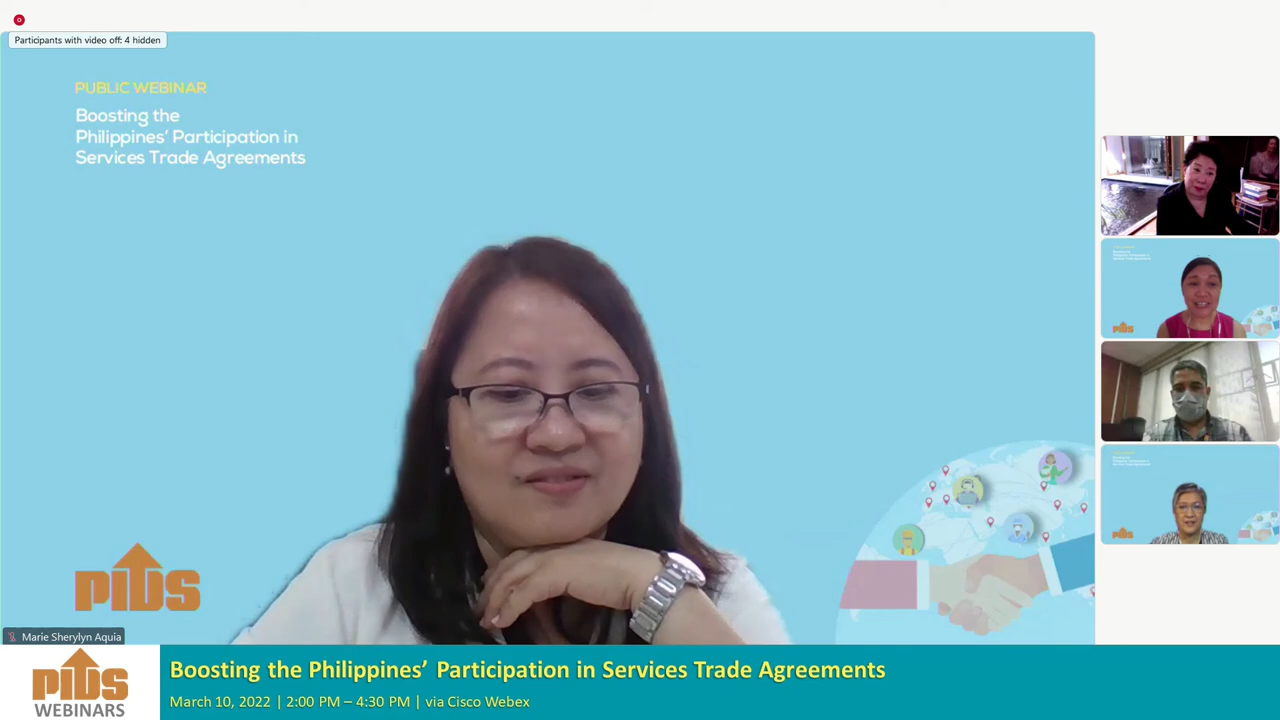 Participants with video off: 4 hidden
PUBLIC WEBINAR
Boosting the
Philippines' Participation in
Services Trade Agreements
PIDS
Marie Sherylyn Aquia
PIDS
WEBINARS
Boosting the Philippines' Participation in Services Trade Agreements
March 10, 2022 | 2:00 PM – 4:30 PM | via Cisco Webex
PIDS
PIDS